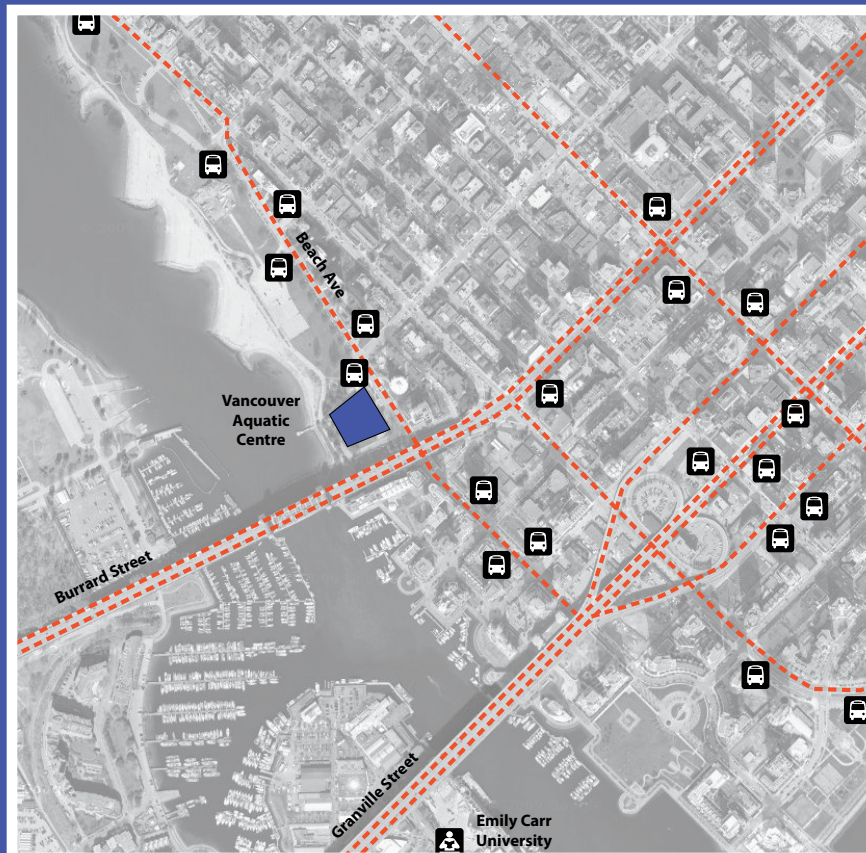 Beach Ave
Vancouver
Aquatic
Centre
Burrard Street
Granville Street
Emily Carr
University